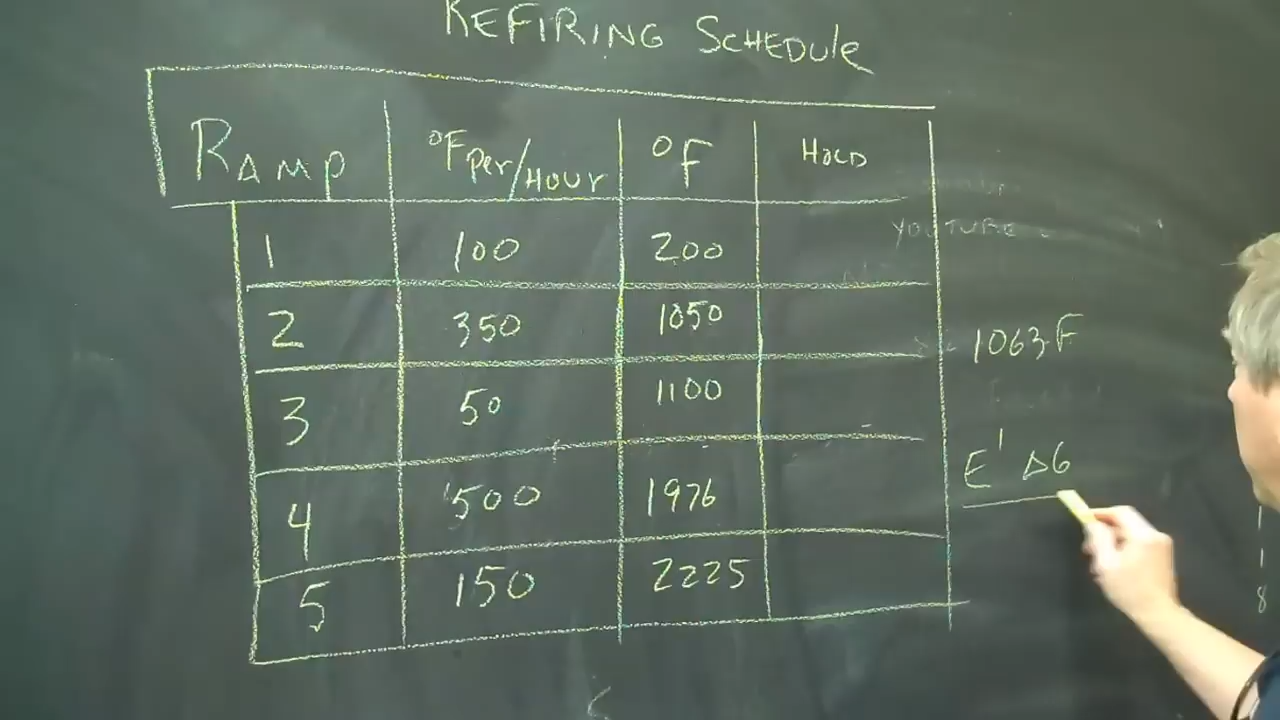 REFIRING SCHEDULE
RAMP °F PER/HOUR °F HOLD
1 100 200
2 350 1050
3 50 1100
4 500 1976
5 150 2225
1063F
E' Δ6